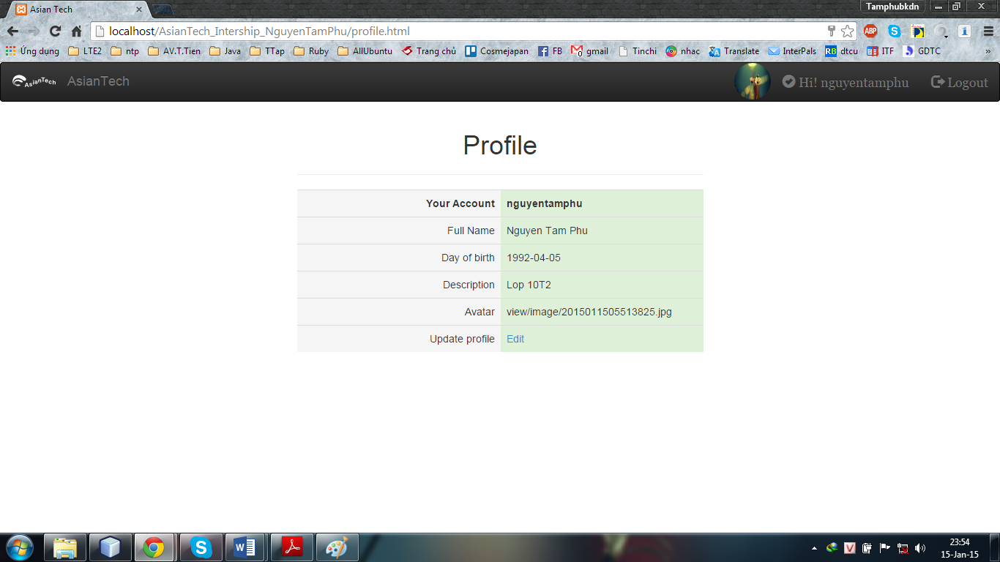 Asian Tech
Tamphubkdn
localhost/AsianTech_Intership_NguyenTamPhu/profile.html
ABP
Ứng dụng LTE2 ntp AV.T.Tien Java TTap Ruby AllUbuntu Trang chủ Cosmejapan FB gmail Tinchi nhac Translate InterPals RB dtcu ITF GDTC »
AsianTech AsianTech Hi! nguyentamphu Logout
Profile
Your Account nguyentamphu
Full Name Nguyen Tam Phu
Day of birth 1992-04-05
Description Lop 10T2
Avatar view/image/2015011505513825.jpg
Update profile Edit
23:54
15-Jan-15